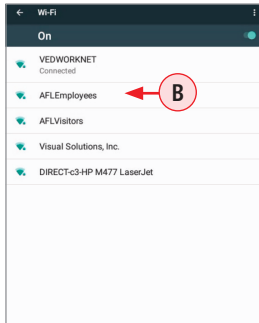 Wi-Fi
On
VEDWORKNET
Connected
AFLEmployees
B
AFLVisitors
Visual Solutions, Inc.
DIRECT-c3-HP M477 LaserJet